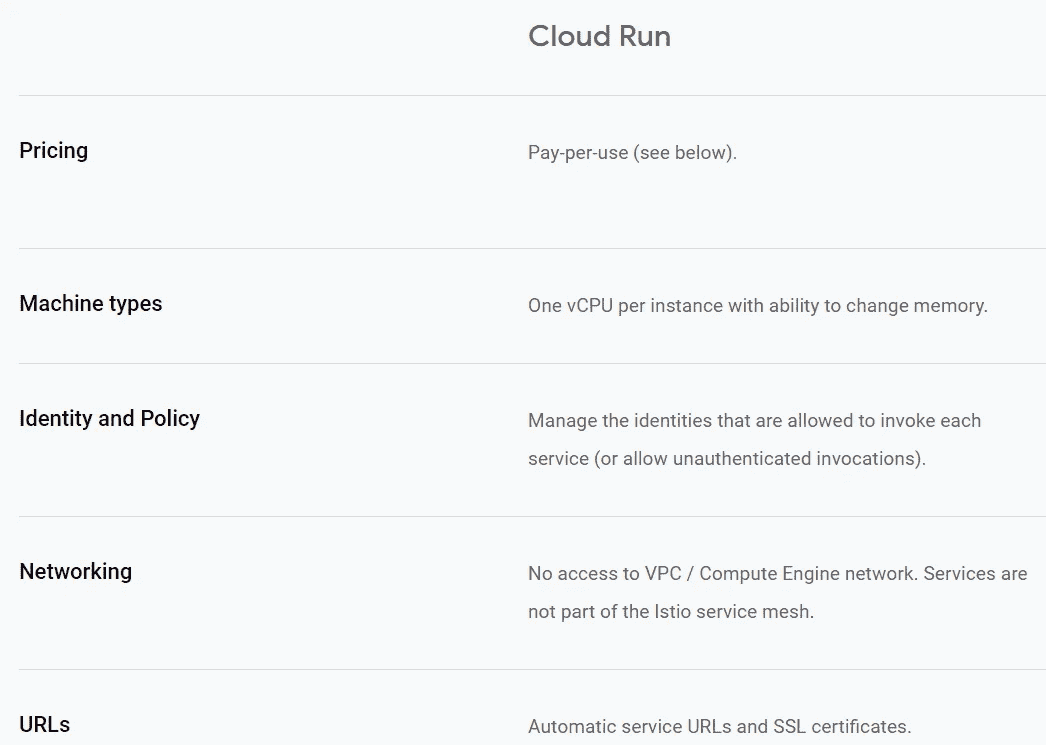 Cloud Run
Pricing
Pay-per-use (see below).
Machine types
One vCPU per instance with ability to change memory.
Identity and Policy
Manage the identities that are allowed to invoke each
service (or allow unauthenticated invocations).
Networking
No access to VPC / Compute Engine network. Services are
not part of the Istio service mesh.
URLs
Automatic service URLs and SSL certificates.